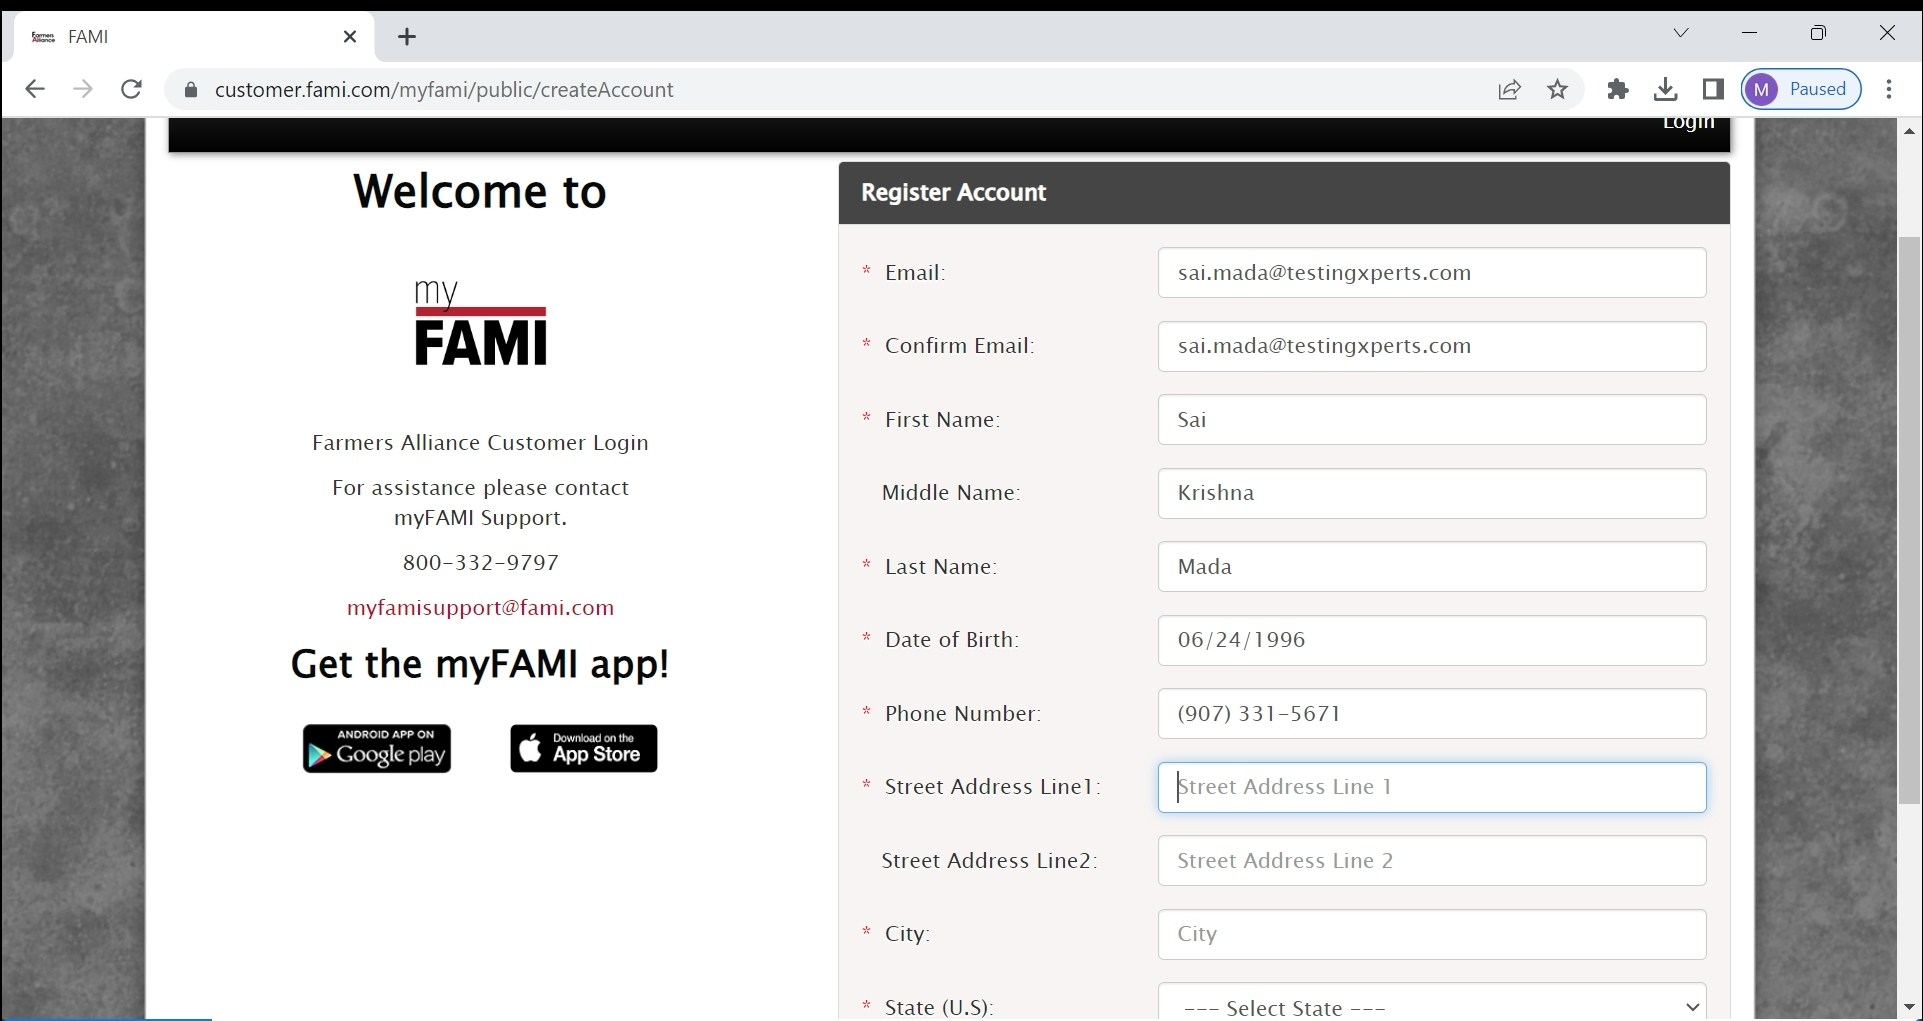 Farmers Alliance FAMI
customer.fami.com/myfami/public/createAccount
M Paused
Login
Welcome to
my
FAMI
Farmers Alliance Customer Login
For assistance please contact
myFAMI Support.
800-332-9797
myfamisupport@fami.com
Get the myFAMI app!
ANDROID APP ON
Google play
Download on the
App Store
Register Account
* Email: sai.mada@testingxperts.com
* Confirm Email: sai.mada@testingxperts.com
* First Name: Sai
Middle Name: Krishna
* Last Name: Mada
* Date of Birth: 06/24/1996
* Phone Number: (907) 331-5671
* Street Address Line1: Street Address Line 1
Street Address Line2: Street Address Line 2
* City: City
* State (U.S): --- Select State ---